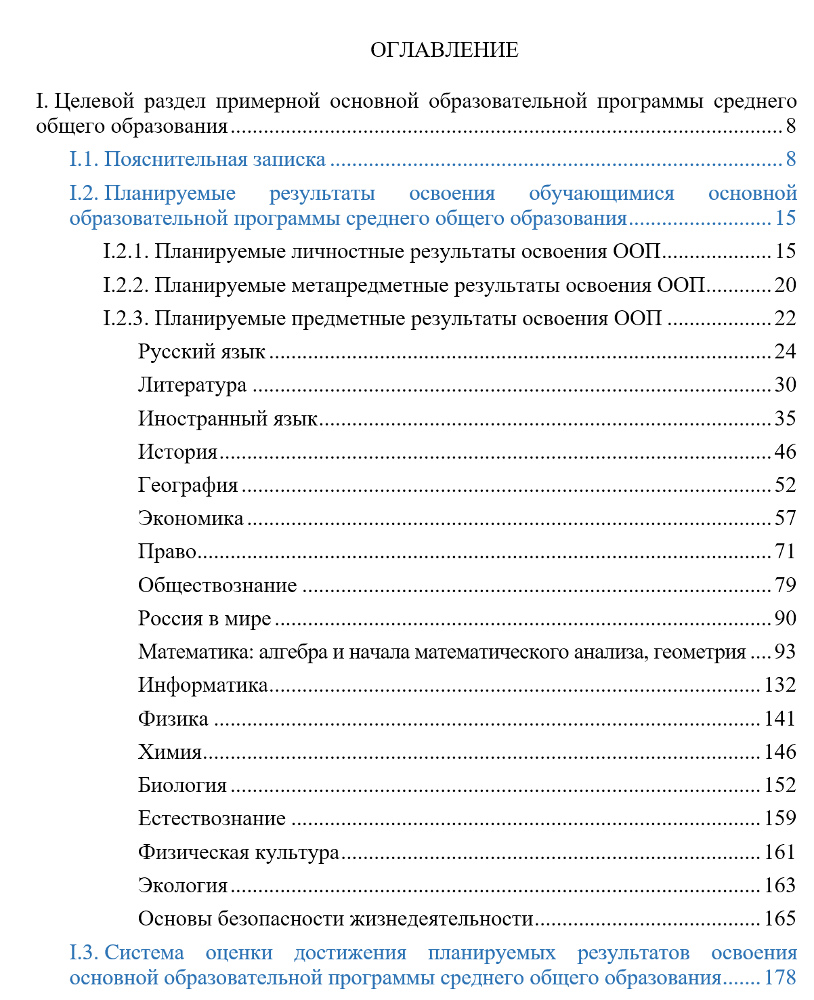 ОГЛАВЛЕНИЕ
I. Целевой раздел примерной основной образовательной программы среднего
общего образования................................................................................................... 8
I.1. Пояснительная записка ................................................................................. 8
I.2. Планируемые результаты освоения обучающимися основной
образовательной программы среднего общего образования.......................... 15
I.2.1. Планируемые личностные результаты освоения ООП.................... 15
I.2.2. Планируемые метапредметные результаты освоения ООП............ 20
I.2.3. Планируемые предметные результаты освоения ООП ................... 22
Русский язык .......................................................................................... 24
Литература ............................................................................................. 30
Иностранный язык................................................................................. 35
История................................................................................................... 46
География ............................................................................................... 52
Экономика .............................................................................................. 57
Право....................................................................................................... 71
Обществознание .................................................................................... 79
Россия в мире ......................................................................................... 90
Математика: алгебра и начала математического анализа, геометрия .... 93
Информатика........................................................................................ 132
Физика .................................................................................................. 141
Химия.................................................................................................... 146
Биология ............................................................................................... 152
Естествознание .................................................................................... 159
Физическая культура........................................................................... 161
Экология ............................................................................................... 163
Основы безопасности жизнедеятельности........................................ 165
I.3. Система оценки достижения планируемых результатов освоения
основной образовательной программы среднего общего образования....... 178